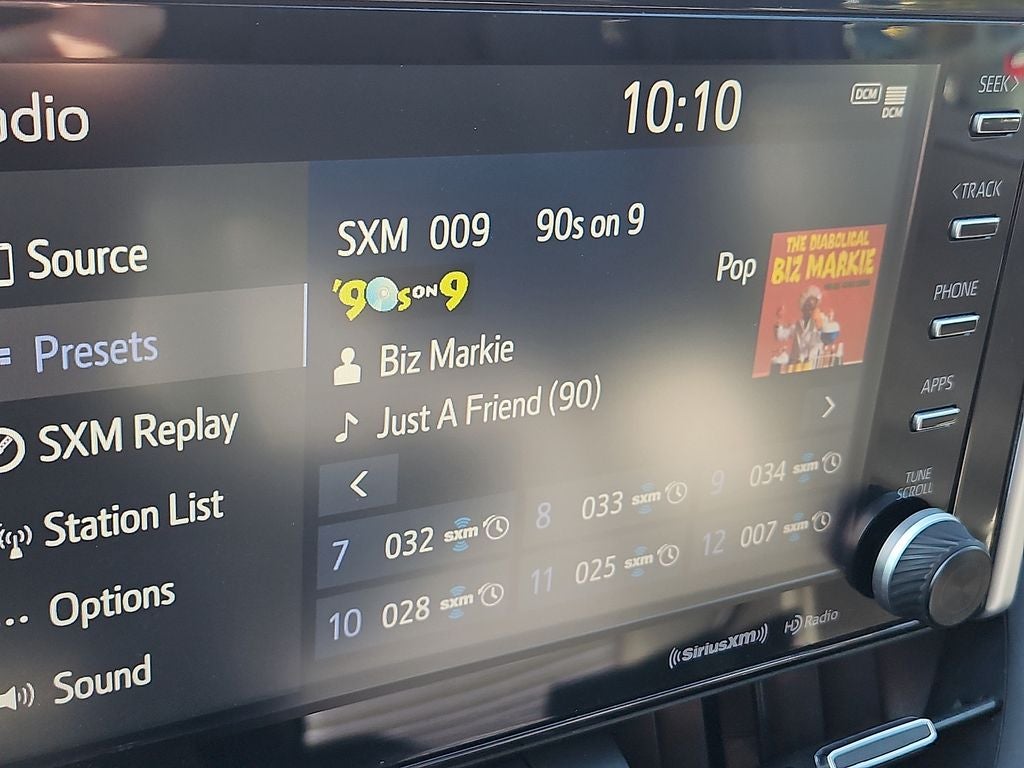 adio
10:10
DCM
DCM
Source
Presets
SXM Replay
Station List
Options
Sound
SXM 009 90s on 9
'90s ON 9
Pop
THE DIABOLICAL
BIZ MARKIE
Biz Markie
Just A Friend (90)
<
>
7 032 sxm
8 033 sxm
9 034 sxm
10 028 sxm
11 025 sxm
12 007 sxm
((SiriusXM))
HD Radio
SEEK >
< TRACK
PHONE
APPS
TUNE
SCROLL